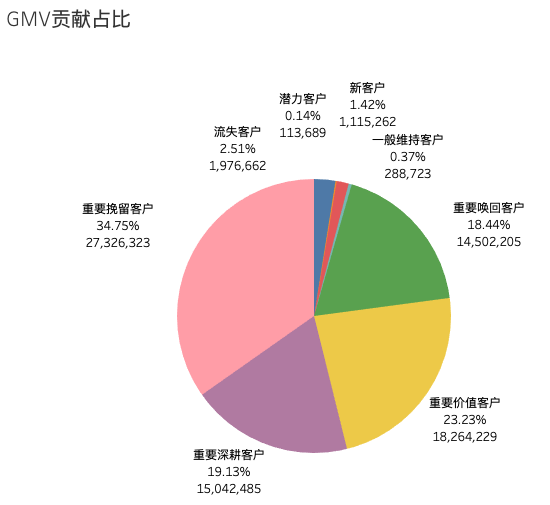 GMV贡献占比
潜力客户
0.14%
113,689
新客户
1.42%
1,115,262
流失客户
2.51%
1,976,662
一般维持客户
0.37%
288,723
重要挽留客户
34.75%
27,326,323
重要唤回客户
18.44%
14,502,205
重要价值客户
23.23%
18,264,229
重要深耕客户
19.13%
15,042,485